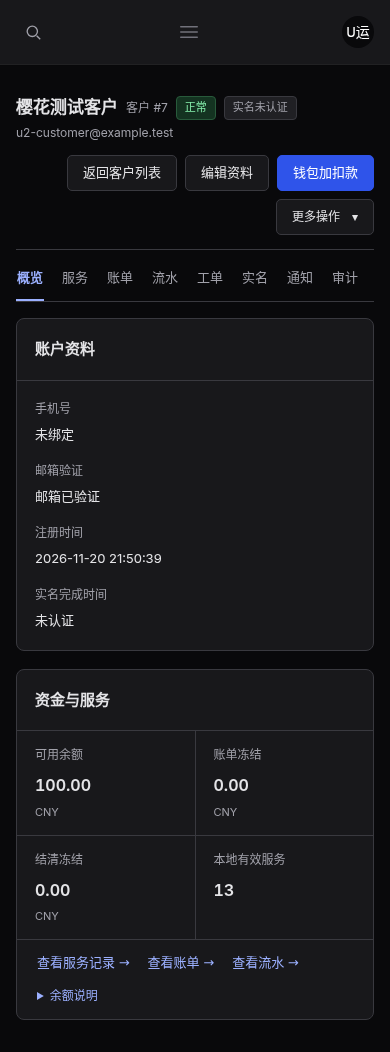 U运
樱花测试客户 客户 #7 正常 实名未认证
u2-customer@example.test
返回客户列表 编辑资料 钱包加扣款
更多操作 ▾
概览 服务 账单 流水 工单 实名 通知 审计
账户资料
手机号
未绑定
邮箱验证
邮箱已验证
注册时间
2026-11-20 21:50:39
实名完成时间
未认证
资金与服务
可用余额 账单冻结
100.00 0.00
CNY CNY
结清冻结 本地有效服务
0.00 13
CNY
查看服务记录 → 查看账单 → 查看流水 →
▶ 余额说明